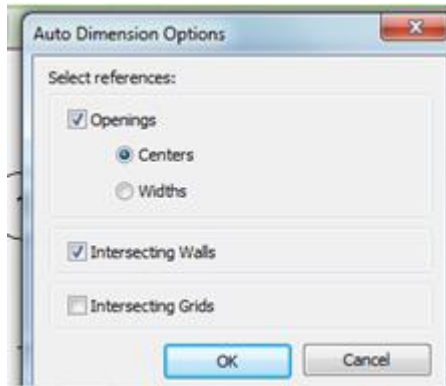 Auto Dimension Options
Select references:
Openings
Centers
Widths
Intersecting Walls
Intersecting Grids
OK Cancel